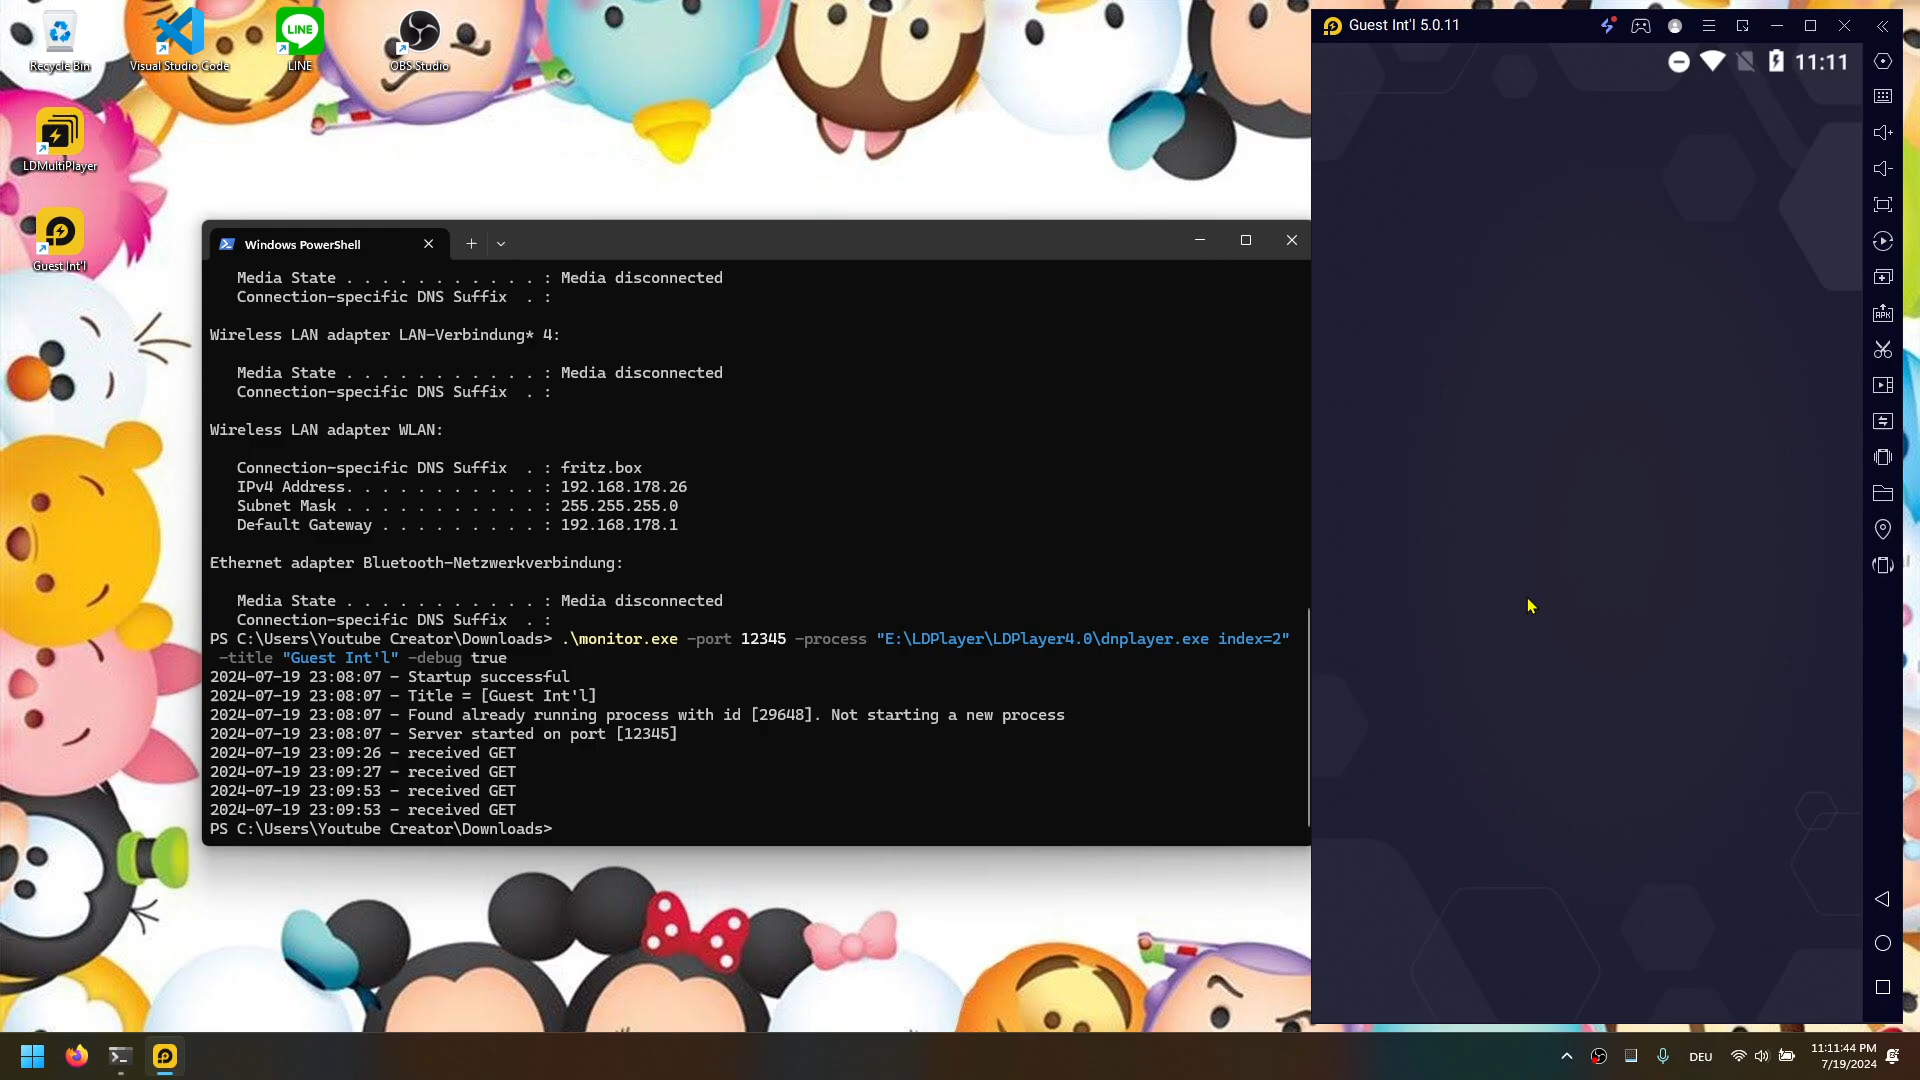 Recycle Bin
Visual Studio Code
LINE
LINE
OBS Studio
LDMultiPlayer
Guest Int'l
Windows PowerShell
Media State . . . . . . . . . . . : Media disconnected
Connection-specific DNS Suffix  . :
Wireless LAN adapter LAN-Verbindung* 4:
Media State . . . . . . . . . . . : Media disconnected
Connection-specific DNS Suffix  . :
Wireless LAN adapter WLAN:
Connection-specific DNS Suffix  . : fritz.box
IPv4 Address. . . . . . . . . . . : 192.168.178.26
Subnet Mask . . . . . . . . . . . : 255.255.255.0
Default Gateway . . . . . . . . . : 192.168.178.1
Ethernet adapter Bluetooth-Netzwerkverbindung:
Media State . . . . . . . . . . . : Media disconnected
Connection-specific DNS Suffix  . :
PS C:\Users\Youtube Creator\Downloads> .\monitor.exe -port 12345 -process "E:\LDPlayer\LDPlayer4.0\dnplayer.exe index=2"
-title "Guest Int'l" -debug true
2024-07-19 23:08:07 - Startup successful
2024-07-19 23:08:07 - Title = [Guest Int'l]
2024-07-19 23:08:07 - Found already running process with id [29648]. Not starting a new process
2024-07-19 23:08:07 - Server started on port [12345]
2024-07-19 23:09:26 - received GET
2024-07-19 23:09:27 - received GET
2024-07-19 23:09:53 - received GET
2024-07-19 23:09:53 - received GET
PS C:\Users\Youtube Creator\Downloads>
Guest Int'l 5.0.11
11:11
APK
DEU
11:11:44 PM
7/19/2024